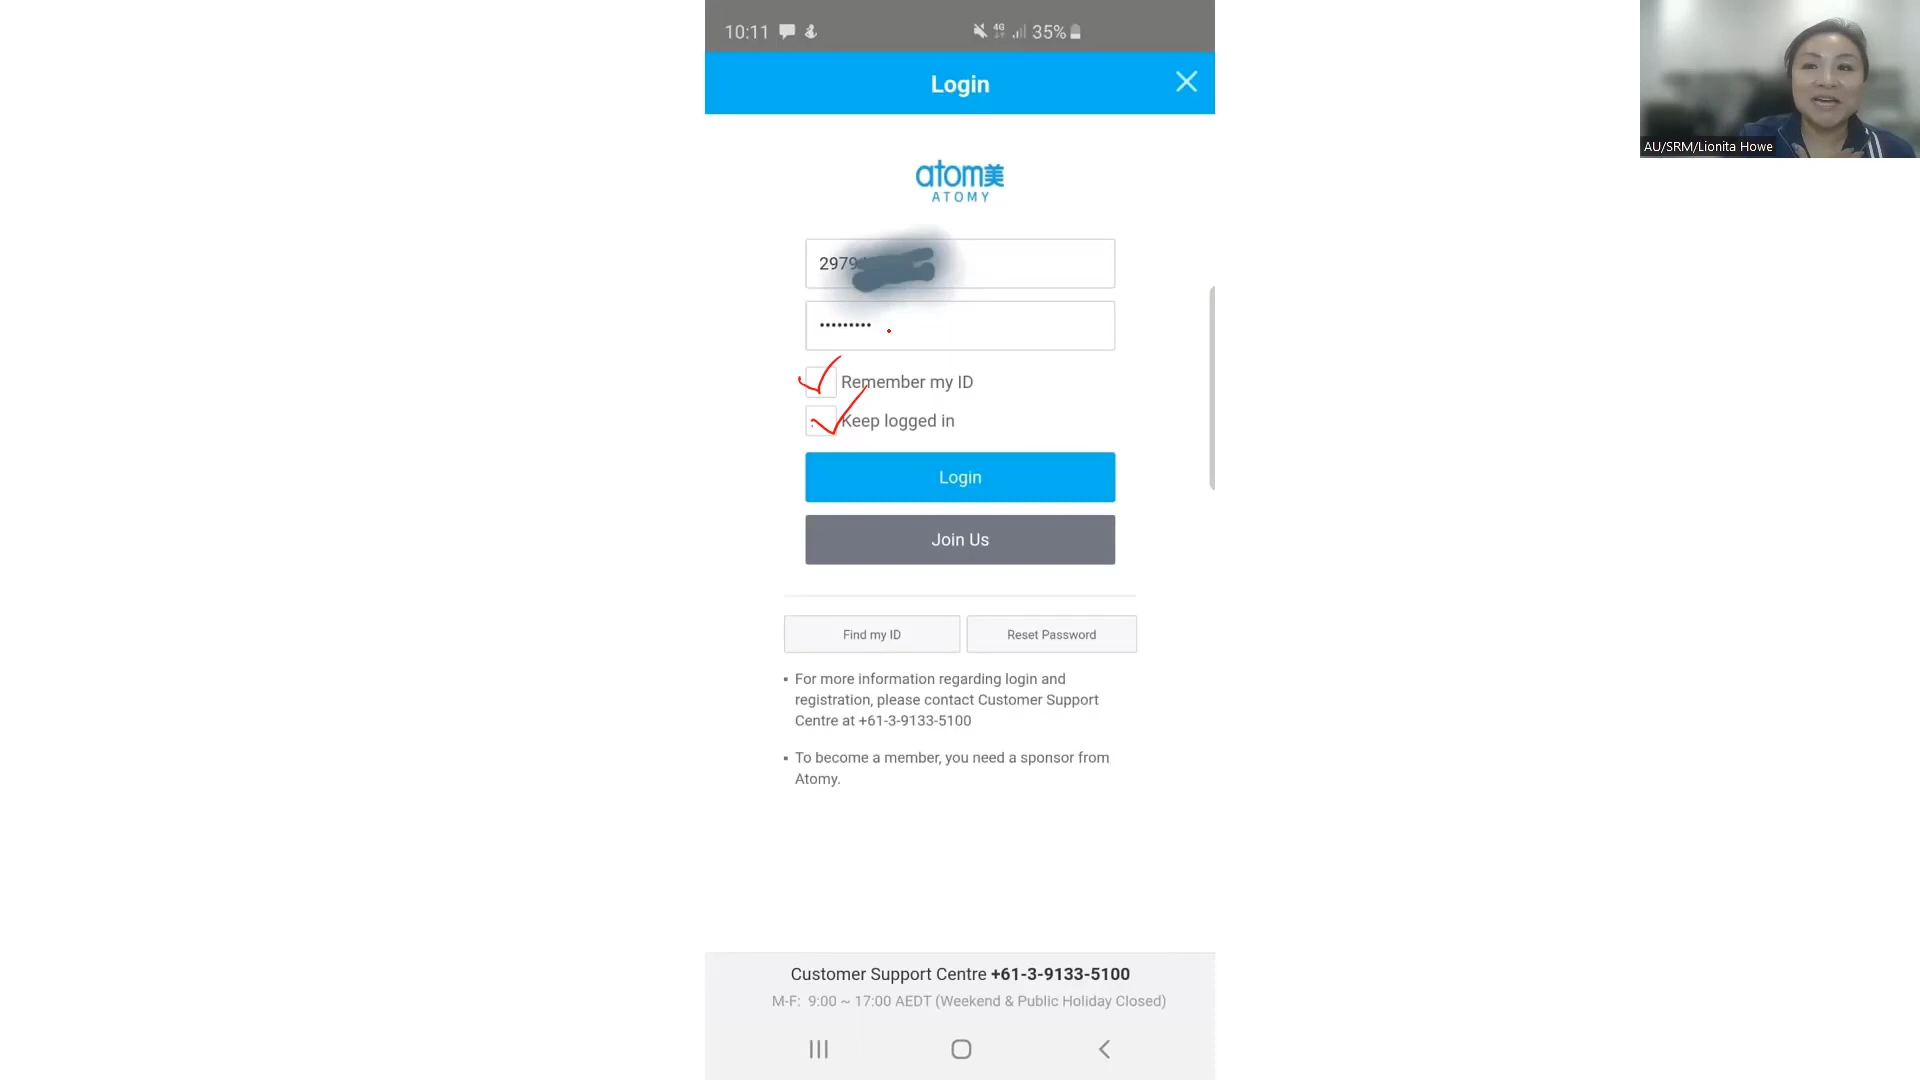 10:11
4G
35%
Login
AU/SRM/Lionita Howe
atom美
ATOMY
2979
•••••••••
Remember my ID
Keep logged in
Login
Join Us
Find my ID
Reset Password
▪ For more information regarding login and
registration, please contact Customer Support
Centre at +61-3-9133-5100
▪ To become a member, you need a sponsor from
Atomy.
Customer Support Centre +61-3-9133-5100
M-F: 9:00 ~ 17:00 AEDT (Weekend & Public Holiday Closed)